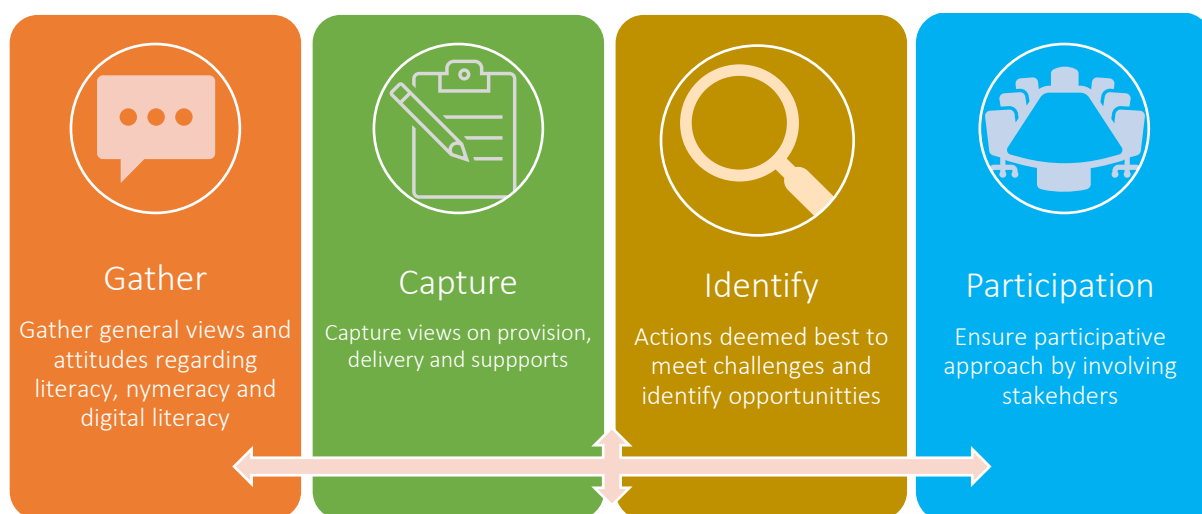 Gather
Gather general views and
attitudes regarding
literacy, nymeracy and
digital literacy
Capture
Capture views on provision,
delivery and suppports
Identify
Actions deemed best to
meet challenges and
identify opportunitties
Participation
Ensure participative
approach by involving
stakehders